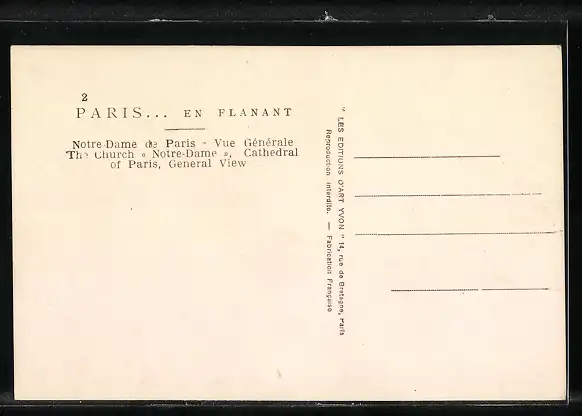 2
PARIS... EN FLANANT
Notre-Dame de Paris - Vue Générale
The Church « Notre-Dame », Cathedral
of Paris, General View
" LES EDITIONS D'ART YVON " 14, rue de Bretagne, Paris
Reproduction interdite. — Fabrication Française